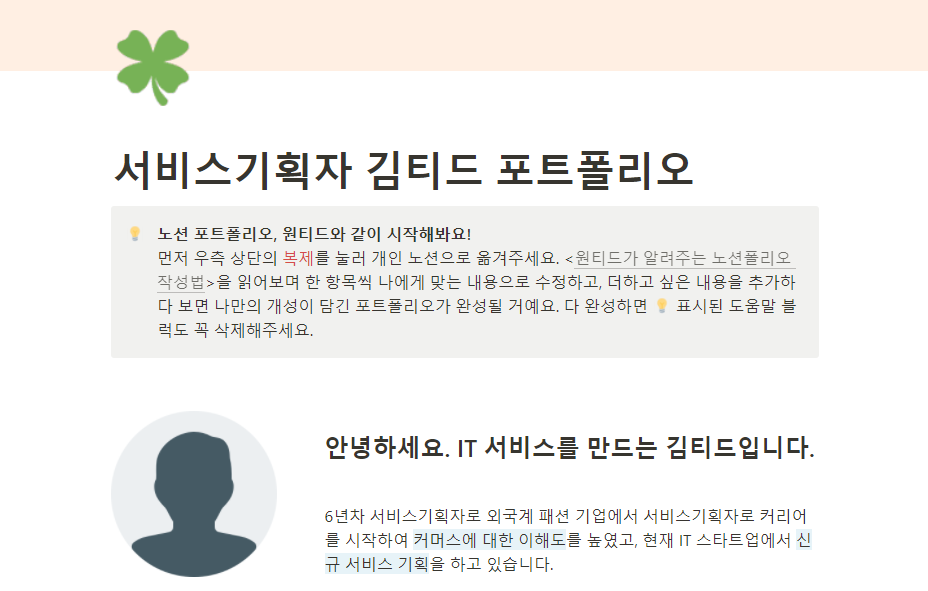 서비스기획자 김티드 포트폴리오
노션 포트폴리오, 원티드와 같이 시작해봐요!
먼저 우측 상단의 복제를 눌러 개인 노션으로 옮겨주세요. <원티드가 알려주는 노션폴리오
작성법>을 읽어보며 한 항목씩 나에게 맞는 내용으로 수정하고, 더하고 싶은 내용을 추가하
다 보면 나만의 개성이 담긴 포트폴리오가 완성될 거예요. 다 완성하면 💡 표시된 도움말 블
럭도 꼭 삭제해주세요.
안녕하세요. IT 서비스를 만드는 김티드입니다.
6년차 서비스기획자로 외국계 패션 기업에서 서비스기획자로 커리어
를 시작하여 커머스에 대한 이해도를 높였고, 현재 IT 스타트업에서 신
규 서비스 기획을 하고 있습니다.